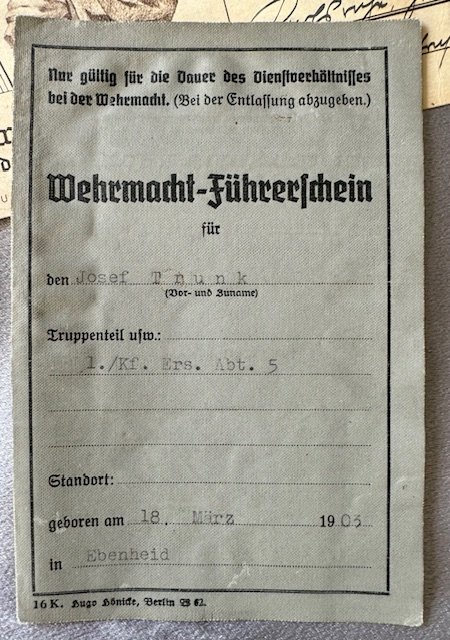 Nur gültig für die Dauer des Dienstverhältnisses
bei der Wehrmacht. (Bei der Entlassung abzugeben.)
Wehrmacht-Führerschein
für
den Josef Thunk
(Vor- und Zuname)
Truppenteil usw.:
1./Kf. Ers. Abt. 5
Standort:
geboren am 18. März 1903
in Ebenheid
16 K. Hugo Hönicke, Berlin W 62.